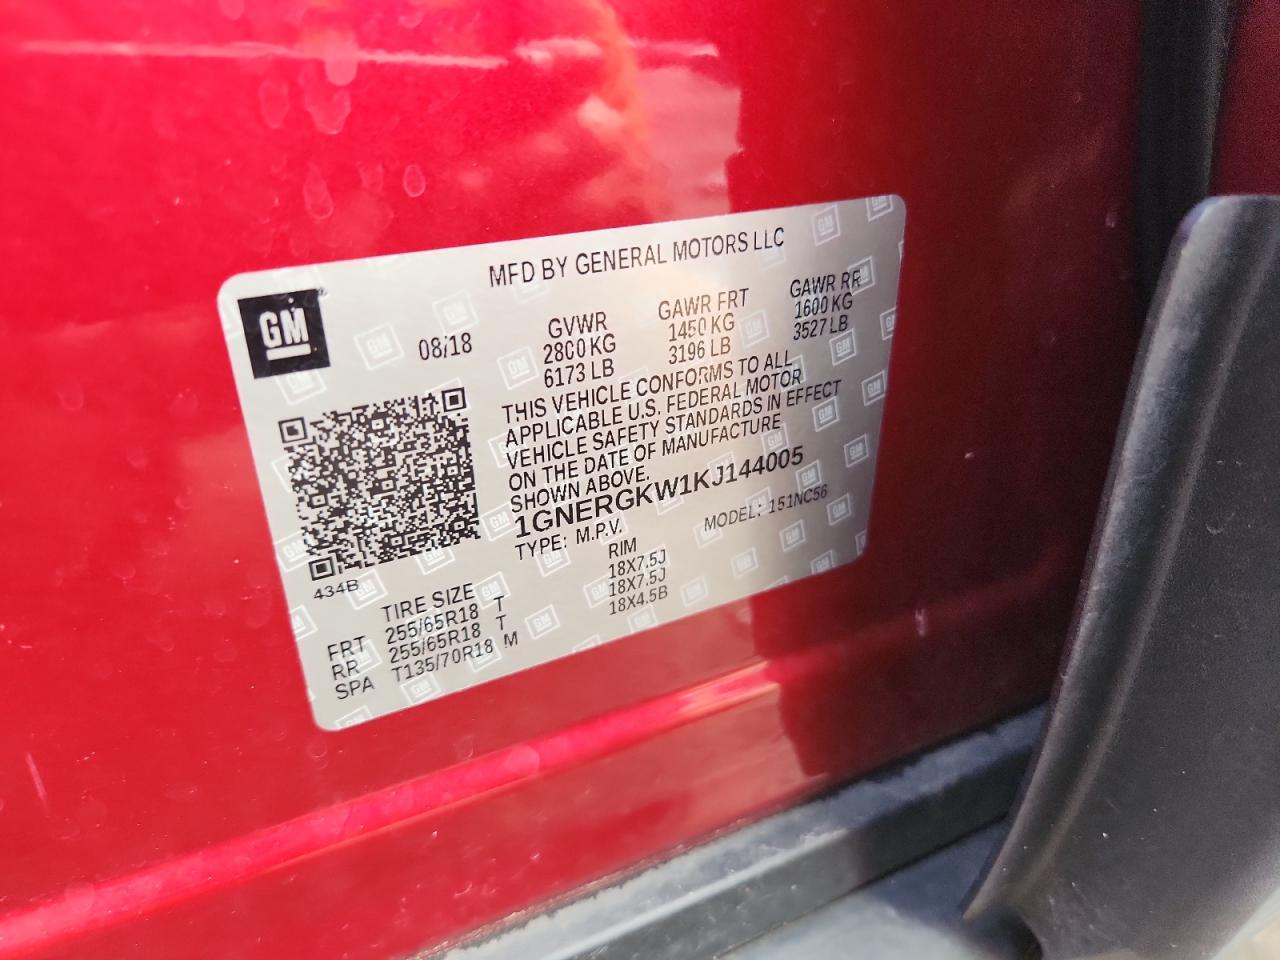 MFD BY GENERAL MOTORS LLC
GM
08/18
GVWR
2800 KG
6173 LB
GAWR FRT
1450 KG
3196 LB
GAWR RR
1600 KG
3527 LB
THIS VEHICLE CONFORMS TO ALL
APPLICABLE U.S. FEDERAL MOTOR
VEHICLE SAFETY STANDARDS IN EFFECT
ON THE DATE OF MANUFACTURE
SHOWN ABOVE.
1GNERGKW1KJ144005
TYPE: M.P.V.
MODEL: 151NC56
434B
TIRE SIZE
RIM
FRT 255/65R18 T 18X7.5J
RR 255/65R18 T 18X7.5J
SPA T135/70R18 M 18X4.5B